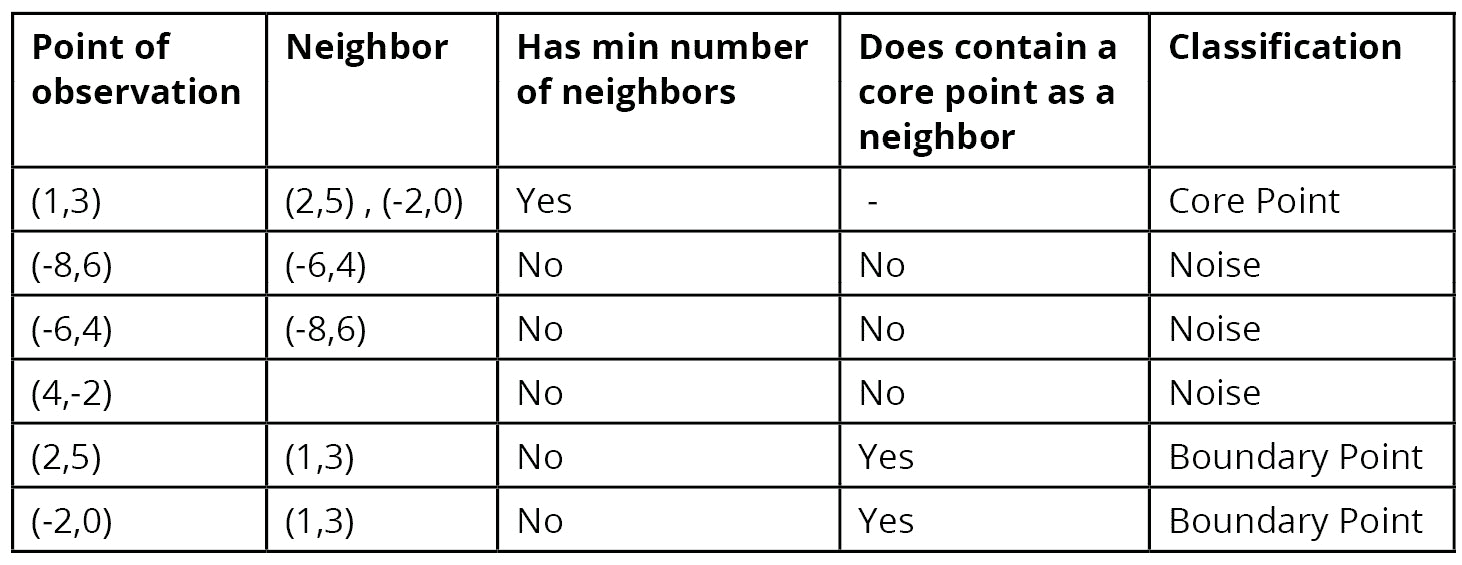 Point of observation Neighbor Has min number of neighbors Does contain a core point as a neighbor Classification
(1,3) (2,5) , (-2,0) Yes - Core Point
(-8,6) (-6,4) No No Noise
(-6,4) (-8,6) No No Noise
(4,-2) No No Noise
(2,5) (1,3) No Yes Boundary Point
(-2,0) (1,3) No Yes Boundary Point